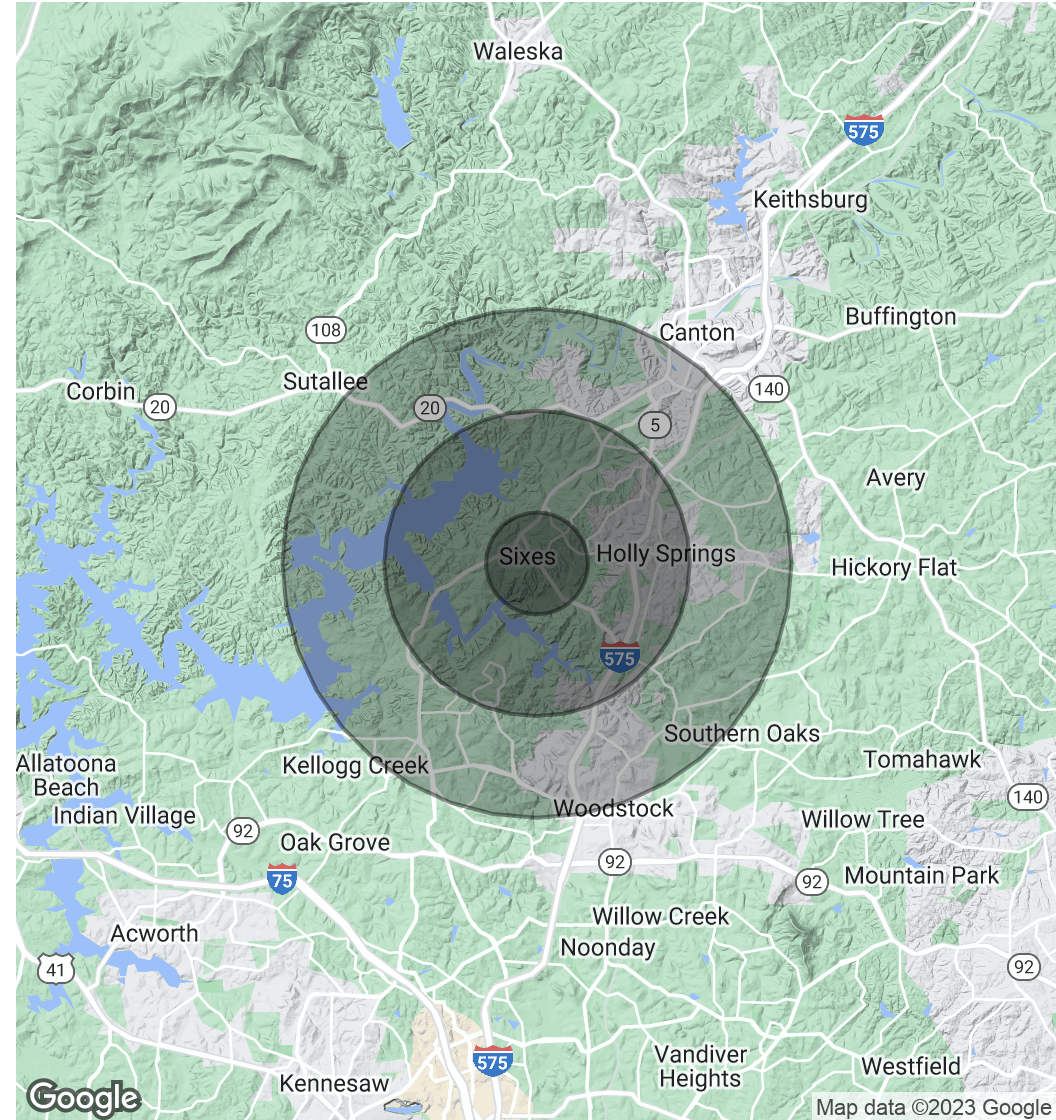 Waleska
575
Keithsburg
Buffington
108
Canton
Sutallee
Corbin
20
20
140
5
Avery
Sixes
Holly Springs
Hickory Flat
575
Southern Oaks
Allatoona
Beach
Kellogg Creek
Tomahawk
Indian Village
Woodstock
140
92
Willow Tree
Oak Grove
92
75
92
Mountain Park
Acworth
Willow Creek
Noonday
41
92
575
Vandiver
Heights
Westfield
Kennesaw
Google
Map data ©2023 Google